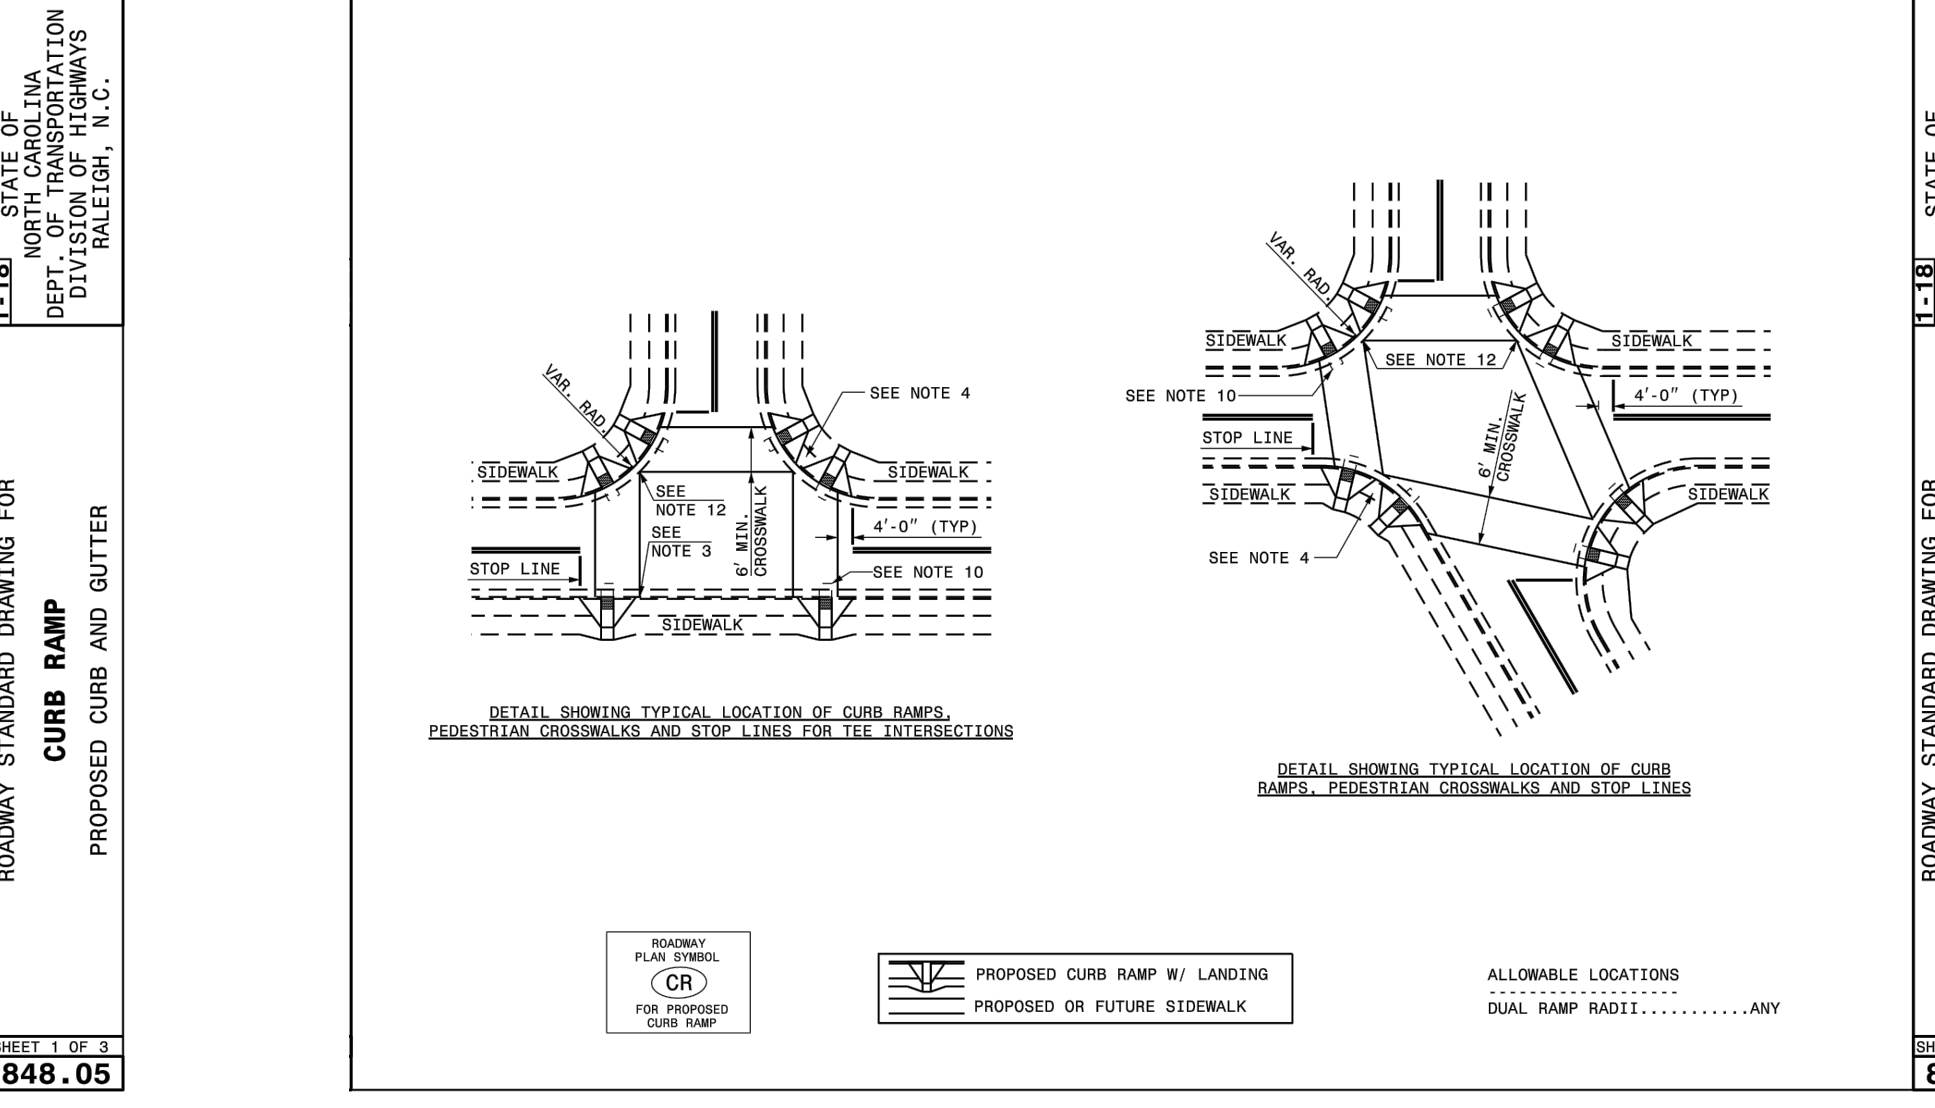 STATE OF
NORTH CAROLINA
DEPT. OF TRANSPORTATION
DIVISION OF HIGHWAYS
RALEIGH, N.C.
1-18
ROADWAY STANDARD DRAWING FOR
CURB RAMP
PROPOSED CURB AND GUTTER
SHEET 1 OF 3
848.05
VAR. RAD.
SEE NOTE 4
SIDEWALK
SIDEWALK
SEE
NOTE 12
SEE
NOTE 3
6' MIN.
CROSSWALK
4'-0" (TYP)
STOP LINE
SEE NOTE 10
SIDEWALK
DETAIL SHOWING TYPICAL LOCATION OF CURB RAMPS,
PEDESTRIAN CROSSWALKS AND STOP LINES FOR TEE INTERSECTIONS
VAR. RAD.
SIDEWALK
SIDEWALK
SEE NOTE 12
SEE NOTE 10
4'-0" (TYP)
STOP LINE
6' MIN.
CROSSWALK
SIDEWALK
SIDEWALK
SEE NOTE 4
DETAIL SHOWING TYPICAL LOCATION OF CURB
RAMPS, PEDESTRIAN CROSSWALKS AND STOP LINES
ROADWAY
PLAN SYMBOL
CR
FOR PROPOSED
CURB RAMP
PROPOSED CURB RAMP W/ LANDING
PROPOSED OR FUTURE SIDEWALK
ALLOWABLE LOCATIONS
-------------------
DUAL RAMP RADII...........ANY
STATE OF
1-18
ROADWAY STANDARD DRAWING FOR
SH
8